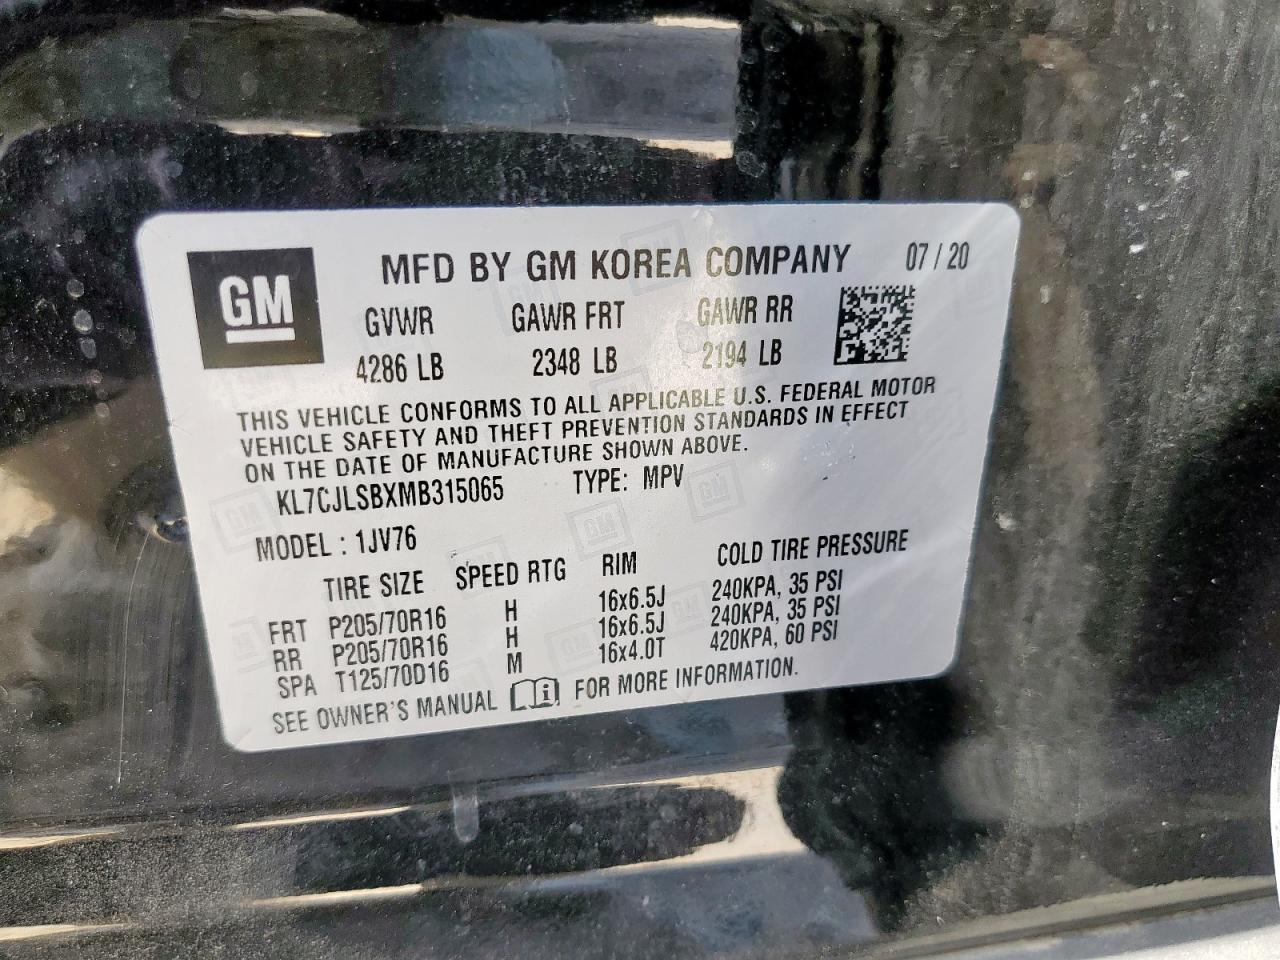 GM
MFD BY GM KOREA COMPANY 07 / 20
GVWR GAWR FRT GAWR RR
4286 LB 2348 LB 2194 LB
THIS VEHICLE CONFORMS TO ALL APPLICABLE U.S. FEDERAL MOTOR
VEHICLE SAFETY AND THEFT PREVENTION STANDARDS IN EFFECT
ON THE DATE OF MANUFACTURE SHOWN ABOVE.
KL7CJLSBXMB315065 TYPE: MPV
MODEL : 1JV76
TIRE SIZE SPEED RTG RIM COLD TIRE PRESSURE
FRT P205/70R16 H 16x6.5J 240KPA, 35 PSI
RR P205/70R16 H 16x6.5J 240KPA, 35 PSI
SPA T125/70D16 M 16x4.0T 420KPA, 60 PSI
SEE OWNER'S MANUAL FOR MORE INFORMATION.